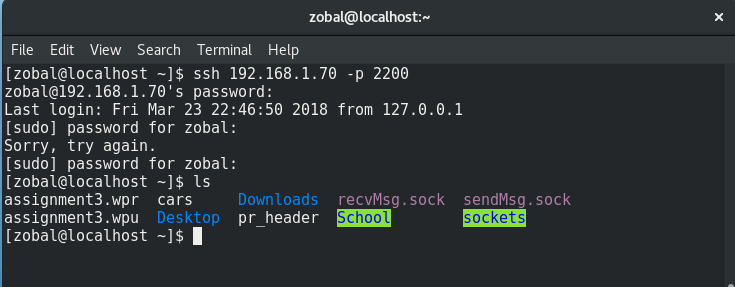 zobal@localhost:~
File Edit View Search Terminal Help
[zobal@localhost ~]$ ssh 192.168.1.70 -p 2200
zobal@192.168.1.70's password:
Last login: Fri Mar 23 22:46:50 2018 from 127.0.0.1
[sudo] password for zobal:
Sorry, try again.
[sudo] password for zobal:
[zobal@localhost ~]$ ls
assignment3.wpr cars Downloads recvMsg.sock sendMsg.sock
assignment3.wpu Desktop pr_header School sockets
[zobal@localhost ~]$